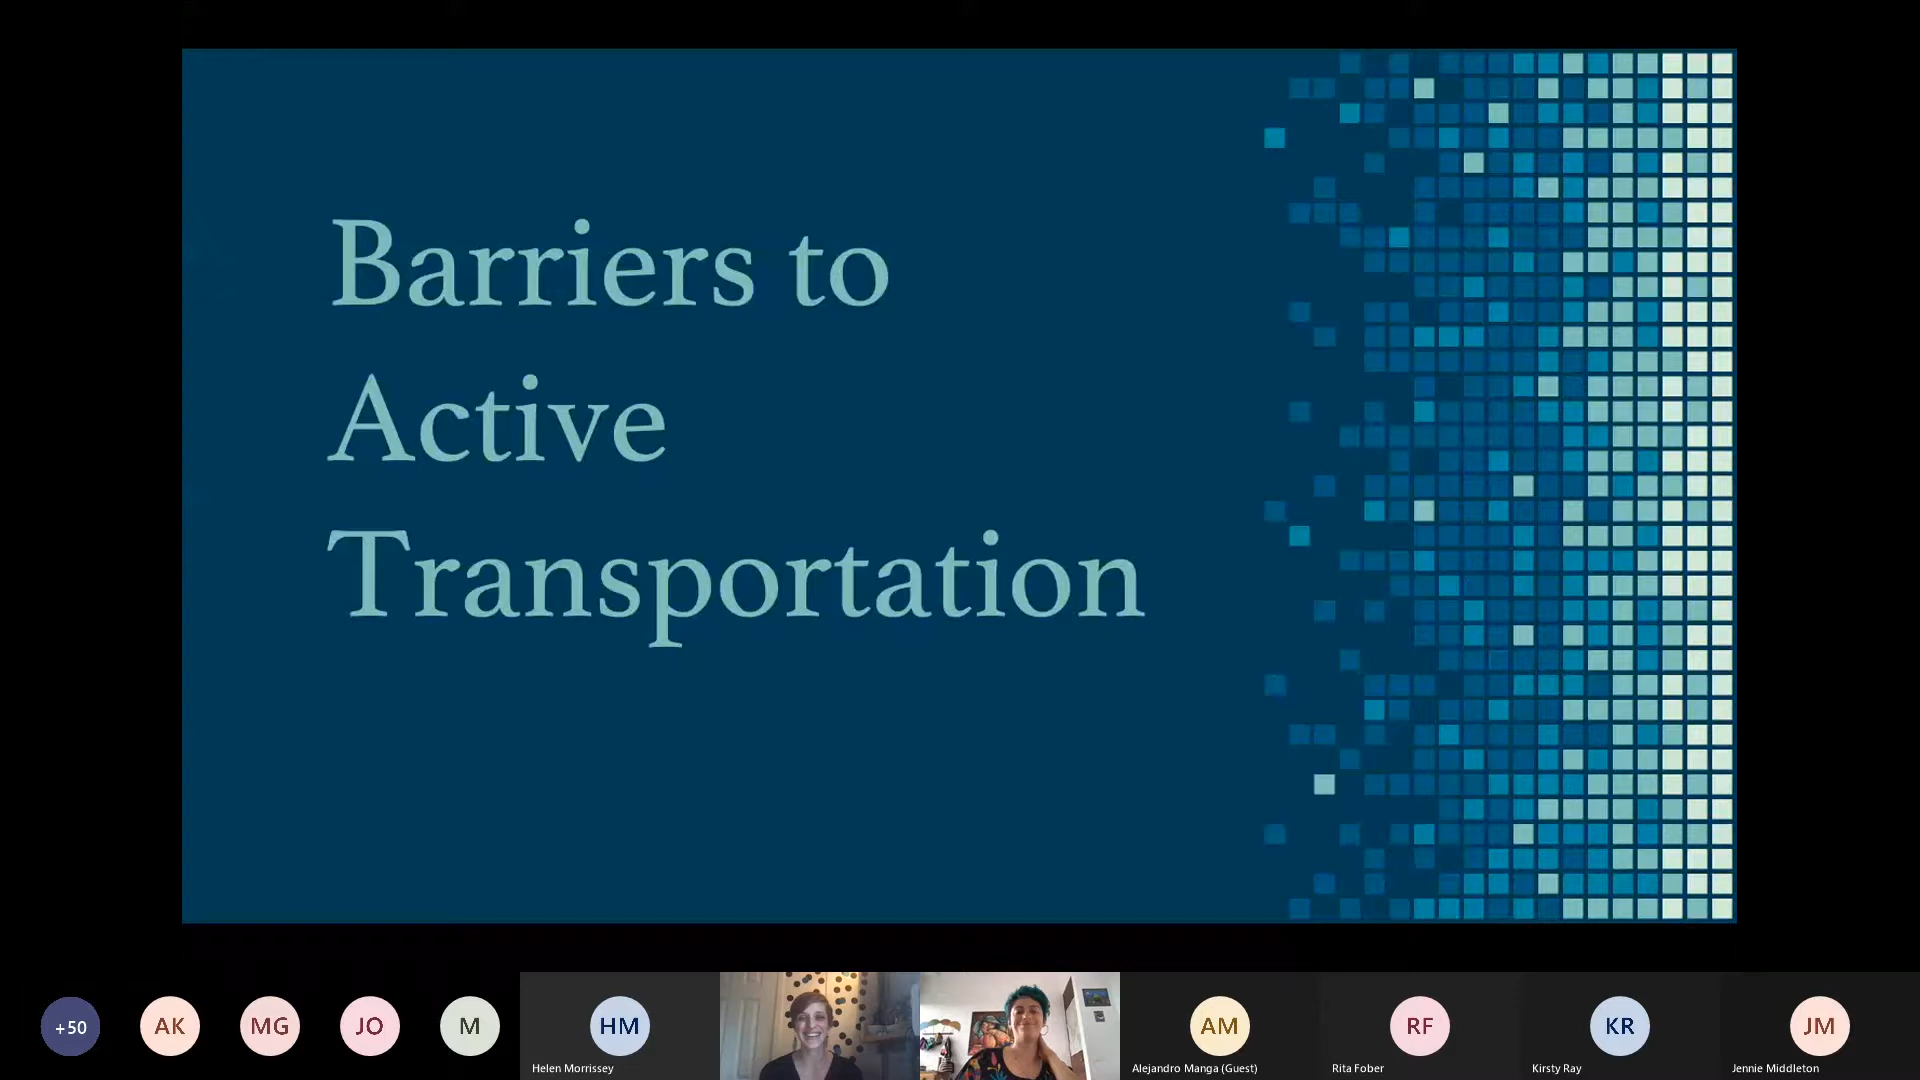 Barriers to
Active
Transportation
+50
AK
MG
JO
M
HM
Helen Morrissey
AM
Alejandro Manga (Guest)
RF
Rita Fober
KR
Kirsty Ray
JM
Jennie Middleton